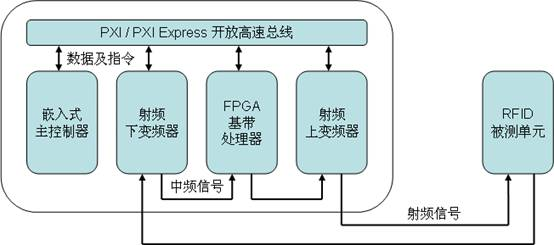 PXI / PXI Express 开放高速总线
数据及指令
嵌入式
主控制器
射频
下变频器
FPGA
基带
处理器
射频
上变频器
RFID
被测单元
中频信号
射频信号